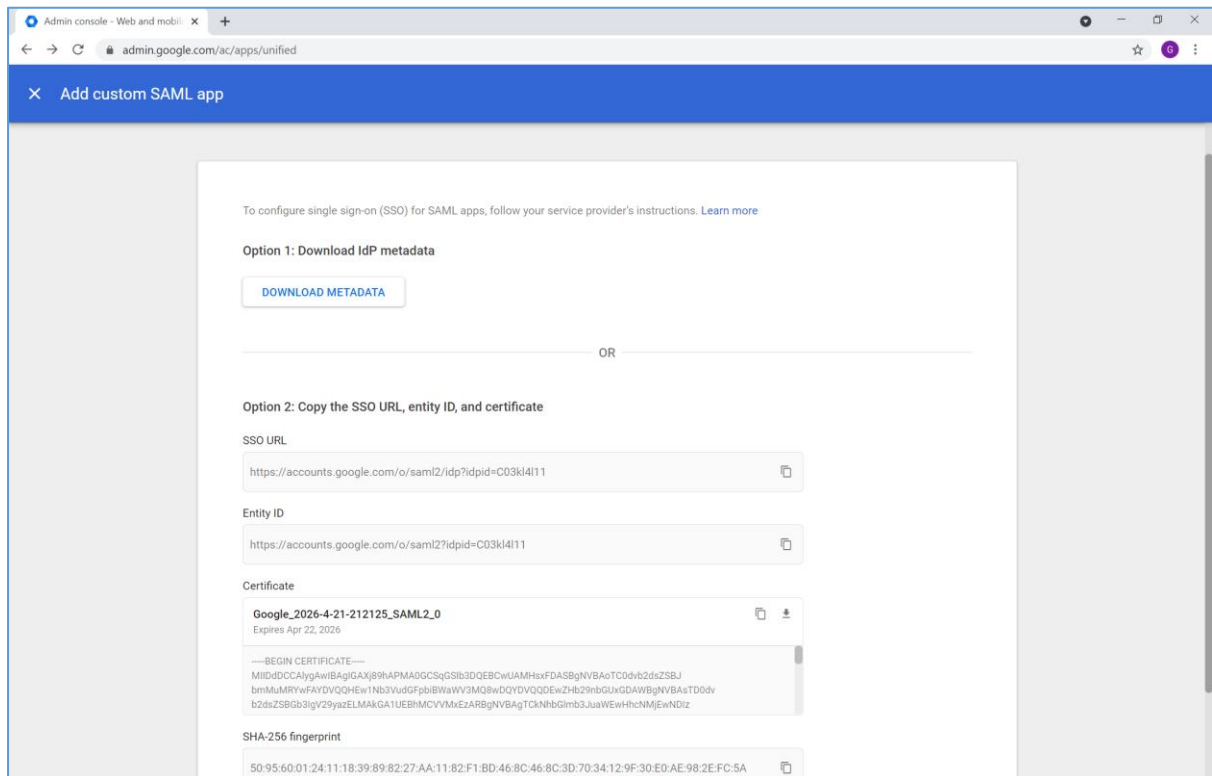 Admin console - Web and mobil
admin.google.com/ac/apps/unified
G
Add custom SAML app
To configure single sign-on (SSO) for SAML apps, follow your service provider's instructions. Learn more
Option 1: Download IdP metadata
DOWNLOAD METADATA
OR
Option 2: Copy the SSO URL, entity ID, and certificate
SSO URL
https://accounts.google.com/o/saml2/idp?idpid=C03kl4l11
Entity ID
https://accounts.google.com/o/saml2?idpid=C03kl4l11
Certificate
Google_2026-4-21-212125_SAML2_0
Expires Apr 22, 2026
-----BEGIN CERTIFICATE-----
MIIDdDCCAlygAwIBAgIGAXj89hAPMA0GCSqGSIb3DQEBCwUAMHsxFDASBgNVBAoTC0dvb2dsZSBJ
bmMuMRYwFAYDVQQHEw1Nb3VudGFpbiBWaWV3MQ8wDQYDVQQDEwZHb29nbGUxGDAWBgNVBAsTD0dv
b2dsZSBGb3IgV29yazELMAkGA1UEBhMCVVMxEzARBgNVBAgTCkNhbGlmb3JuaWEwHhcNMjEwNDIz
SHA-256 fingerprint
50:95:60:01:24:11:18:39:89:82:27:AA:11:82:F1:BD:46:8C:46:8C:3D:70:34:12:9F:30:E0:AE:98:2E:FC:5A